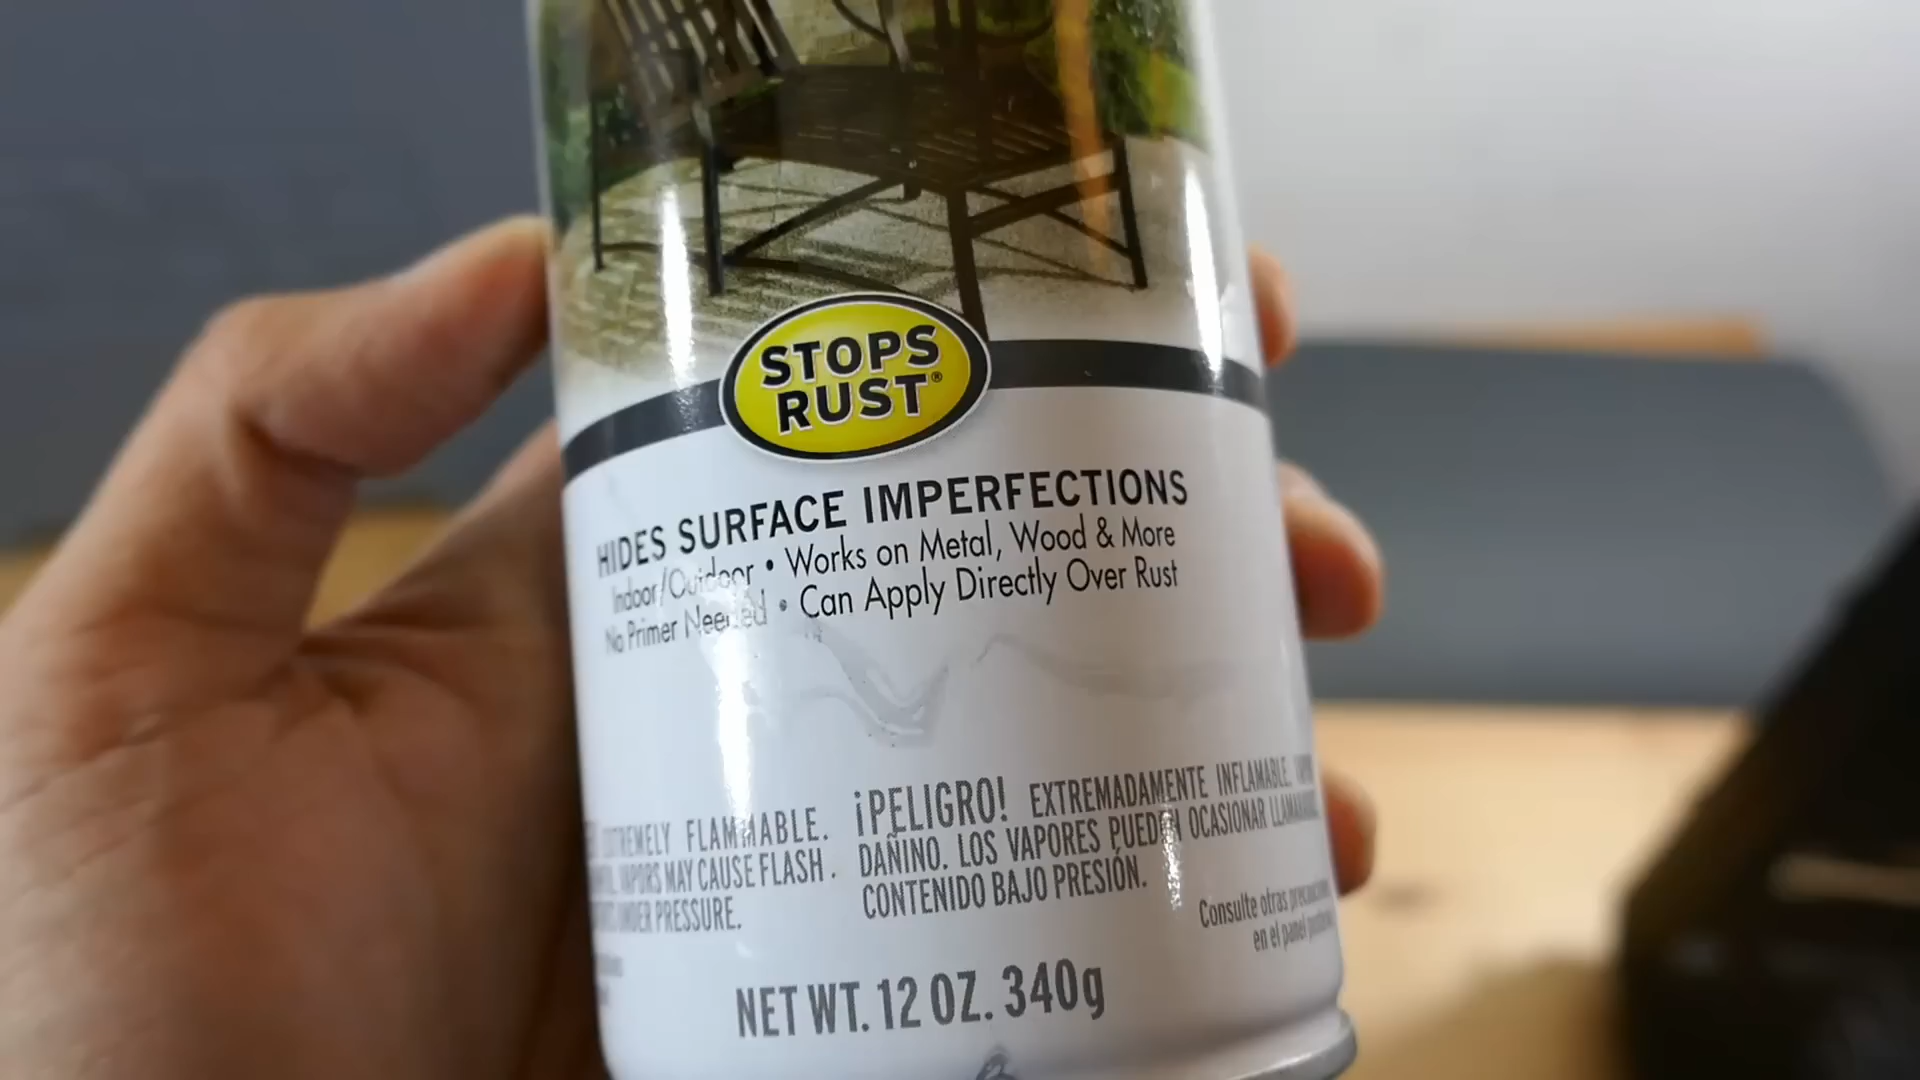 STOPS
RUST®
HIDES SURFACE IMPERFECTIONS
Indoor/Outdoor • Works on Metal, Wood & More
No Primer Needed • Can Apply Directly Over Rust
EXTREMELY FLAMMABLE.
VAPORS MAY CAUSE FLASH
UNDER PRESSURE.
¡PELIGRO! EXTREMADAMENTE INFLAMABLE.
DAÑINO. LOS VAPORES PUEDEN OCASIONAR
CONTENIDO BAJO PRESIÓN.
Consulte otras
en el panel
NET WT. 12 OZ. 340g